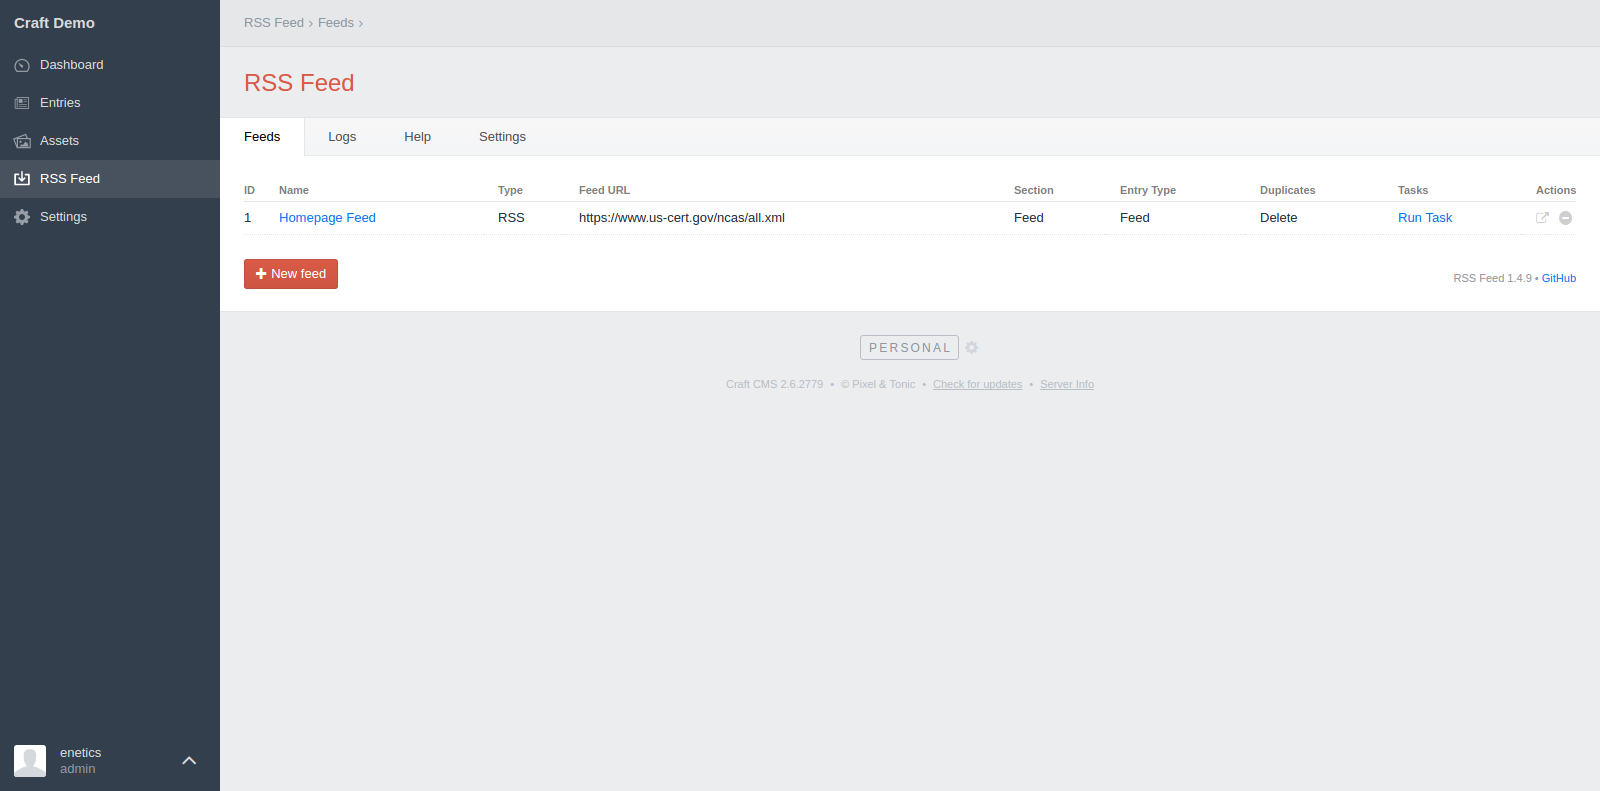 Craft Demo
Dashboard
Entries
Assets
RSS Feed
Settings
enetics
admin
RSS Feed › Feeds ›
RSS Feed
Feeds Logs Help Settings
ID Name Type Feed URL Section Entry Type Duplicates Tasks Actions
1 Homepage Feed RSS https://www.us-cert.gov/ncas/all.xml Feed Feed Delete Run Task
New feed
RSS Feed 1.4.9 • GitHub
PERSONAL
Craft CMS 2.6.2779 • © Pixel & Tonic • Check for updates • Server Info